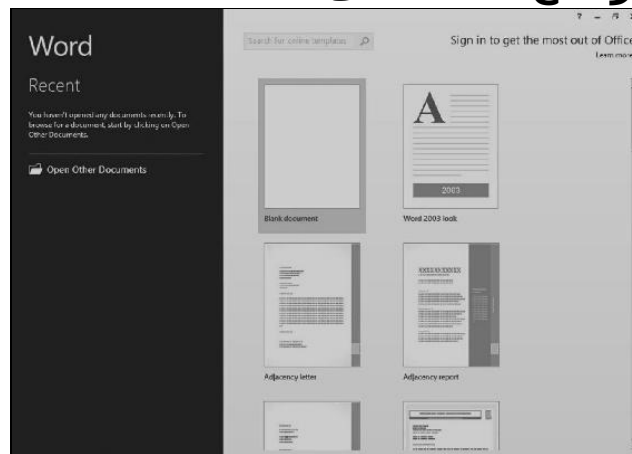 ?
Word
Search for online templates
Sign in to get the most out of Office
Learn more
Recent
You haven't opened any documents recently. To
browse for a document, start by clicking on Open
Other Documents.
Open Other Documents
A
2003
Blank document
Word 2003 look
Adjacency letter
Adjacency report